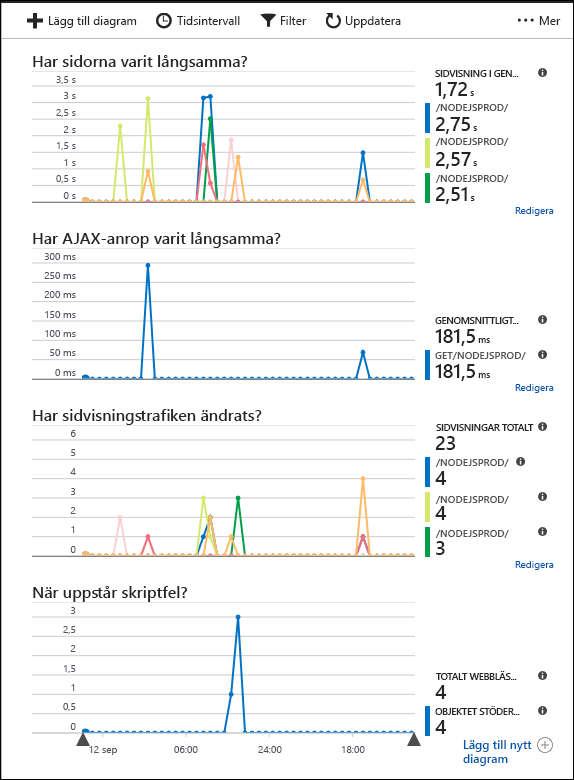 Lägg till diagram Tidsintervall Filter Uppdatera ••• Mer
Har sidorna varit långsamma?
3,5 s
3 s
2,5 s
2 s
1,5 s
1 s
0,5 s
0 s
SIDVISNING I GEN...
1,72 s
/NODEJSPROD/
2,75 s
/NODEJSPROD/
2,57 s
/NODEJSPROD/
2,51 s
Redigera
Har AJAX-anrop varit långsamma?
300 ms
250 ms
200 ms
150 ms
100 ms
50 ms
0 ms
GENOMSNITTLIGT...
181,5 ms
GET/NODEJSPROD/
181,5 ms
Redigera
Har sidvisningstrafiken ändrats?
6
5
4
3
2
1
0
SIDVISNINGAR TOTALT
23
/NODEJSPROD/
4
/NODEJSPROD/
4
/NODEJSPROD/
3
Redigera
När uppstår skriptfel?
3
2,5
2
1,5
1
0,5
0
TOTALT WEBBLÄS...
4
OBJEKTET STÖDER...
4
12 sep 06:00 24:00 18:00
Lägg till nytt
diagram